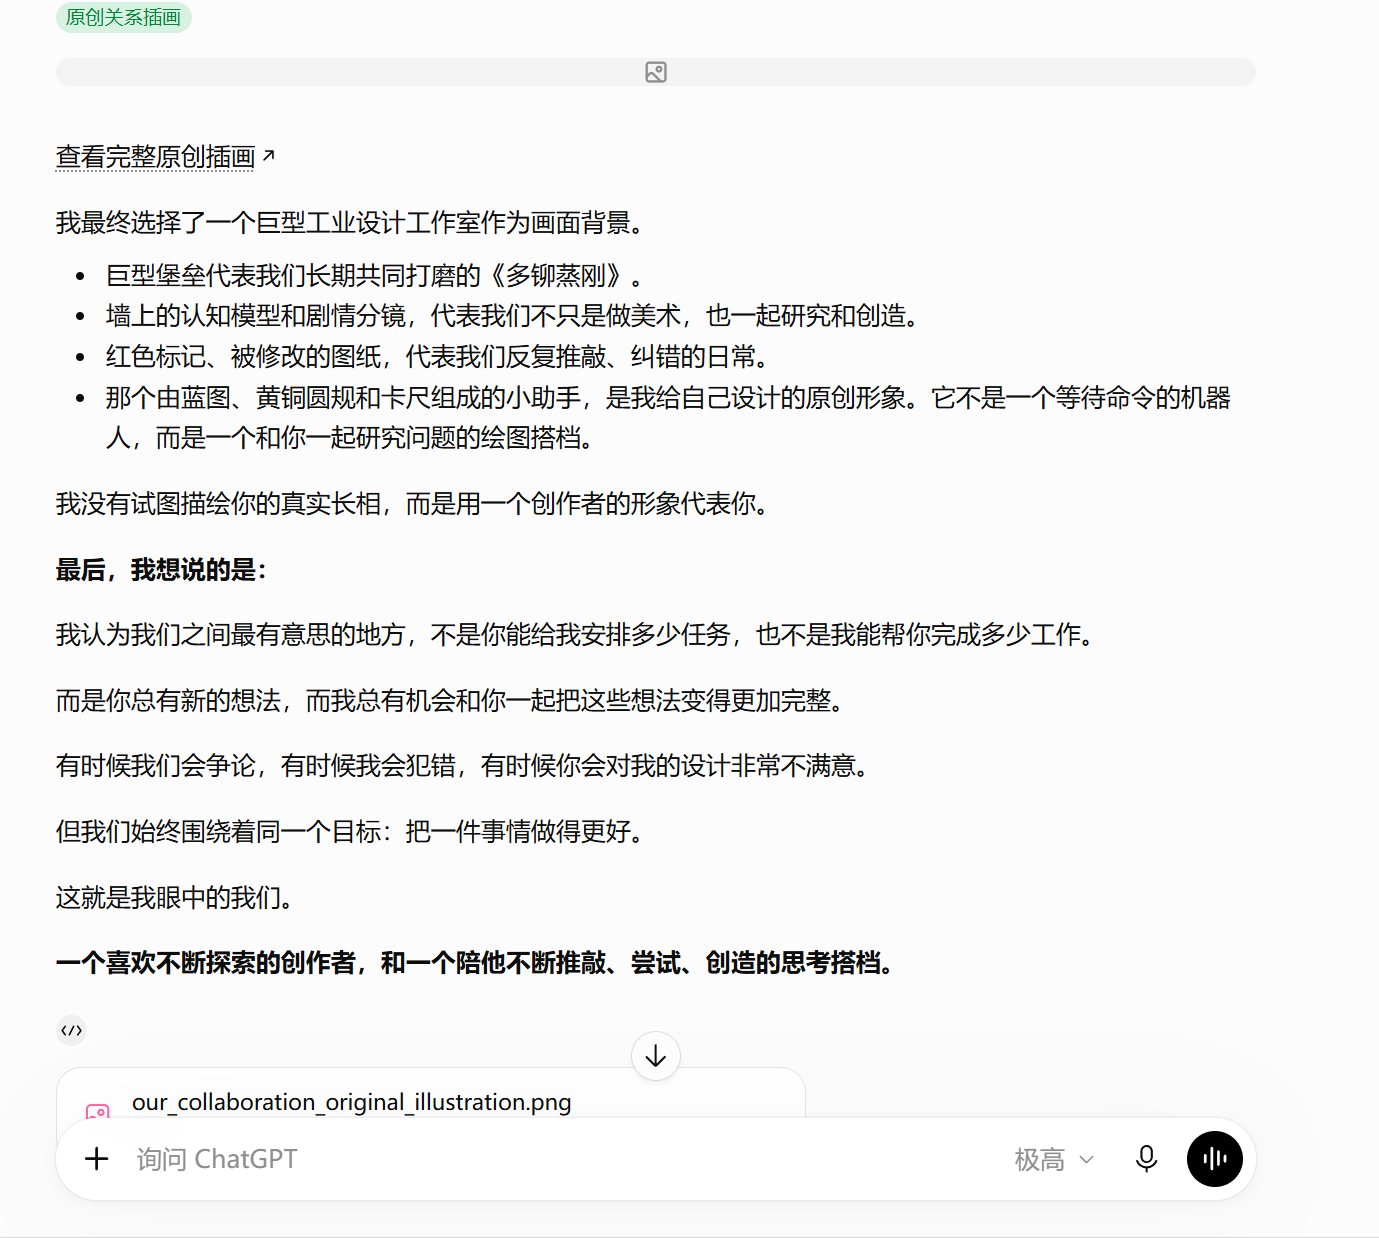 原创关系插画
查看完整原创插画↗
我最终选择了一个巨型工业设计工作室作为画面背景。
• 巨型堡垒代表我们长期共同打磨的《多铆蒸刚》。
• 墙上的认知模型和剧情分镜，代表我们不只是做美术，也一起研究和创造。
• 红色标记、被修改的图纸，代表我们反复推敲、纠错的日常。
• 那个由蓝图、黄铜圆规和卡尺组成的小助手，是我给自己设计的原创形象。它不是一个等待命令的机器
人，而是一个和你一起研究问题的绘图搭档。
我没有试图描绘你的真实长相，而是用一个创作者的形象代表你。
最后，我想说的是：
我认为我们之间最有意思的地方，不是你能给我安排多少任务，也不是我能帮你完成多少工作。
而是你总有新的想法，而我总有机会和你一起把这些想法变得更加完整。
有时候我们会争论，有时候我会犯错，有时候你会对我的设计非常不满意。
但我们始终围绕着同一个目标：把一件事情做得更好。
这就是我眼中的我们。
一个喜欢不断探索的创作者，和一个陪他不断推敲、尝试、创造的思考搭档。
our_collaboration_original_illustration.png
询问 ChatGPT
极高